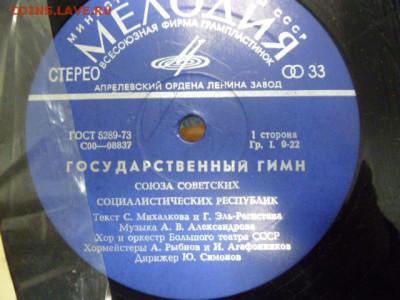 COINS.LAVE.RU
МИН СССР
МЕЛОДИЯ
ВСЕСОЮЗНАЯ ФИРМА ГРАМПЛАСТИНОК
СТЕРЕО 33
АПРЕЛЕВСКИЙ ОРДЕНА ЛЕНИНА ЗАВОД
ГОСТ 5289-73 1 сторона
С00—08837 Гр. I. 0-22
ГОСУДАРСТВЕННЫЙ ГИМН
СОЮЗА СОВЕТСКИХ
СОЦИАЛИСТИЧЕСКИХ РЕСПУБЛИК
Текст С. Михалкова и Г. Эль-Регистана
Музыка А. В. Александрова
Хор и оркестр Большого театра СССР
Хормейстеры А. Рыбнов и И. Агафонников
Дирижер Ю. Симонов